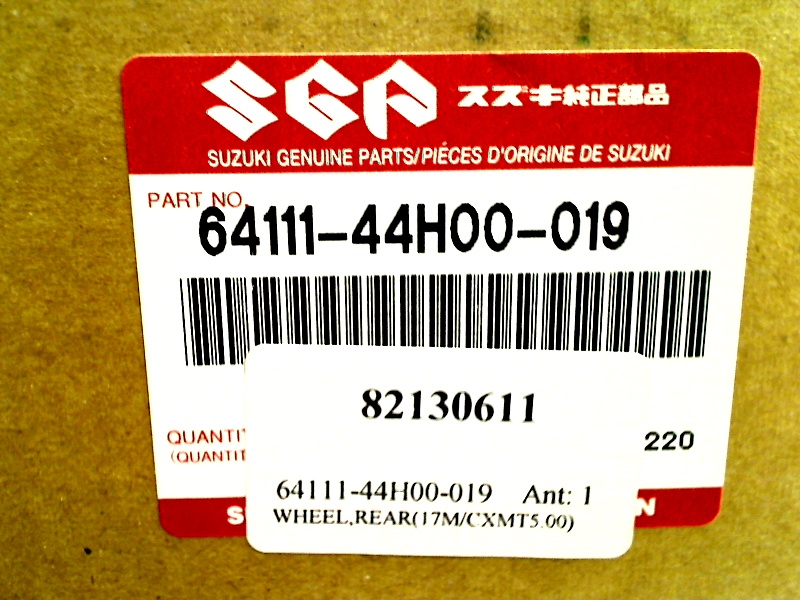 SGP スズキ純正部品
SUZUKI GENUINE PARTS/PIÉCES D'ORIGINE DE SUZUKI
PART NO.
64111-44H00-019
82130611
220
64111-44H00-019 Ant: 1
WHEEL,REAR(17M/CXMT5.00)